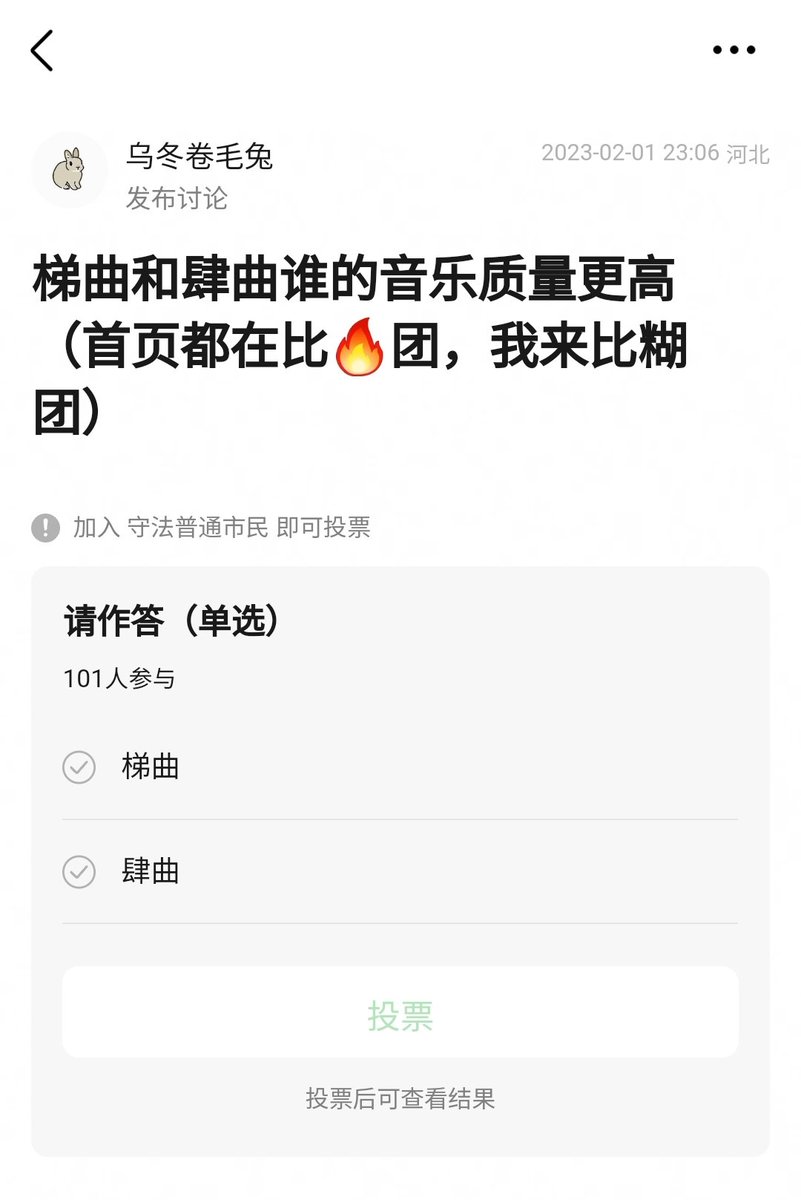 乌冬卷毛兔
2023-02-01 23:06 河北
发布讨论
梯曲和肆曲谁的音乐质量更高
（首页都在比🔥团，我来比糊
团）
加入 守法普通市民 即可投票
请作答（单选）
101人参与
梯曲
肆曲
投票
投票后可查看结果